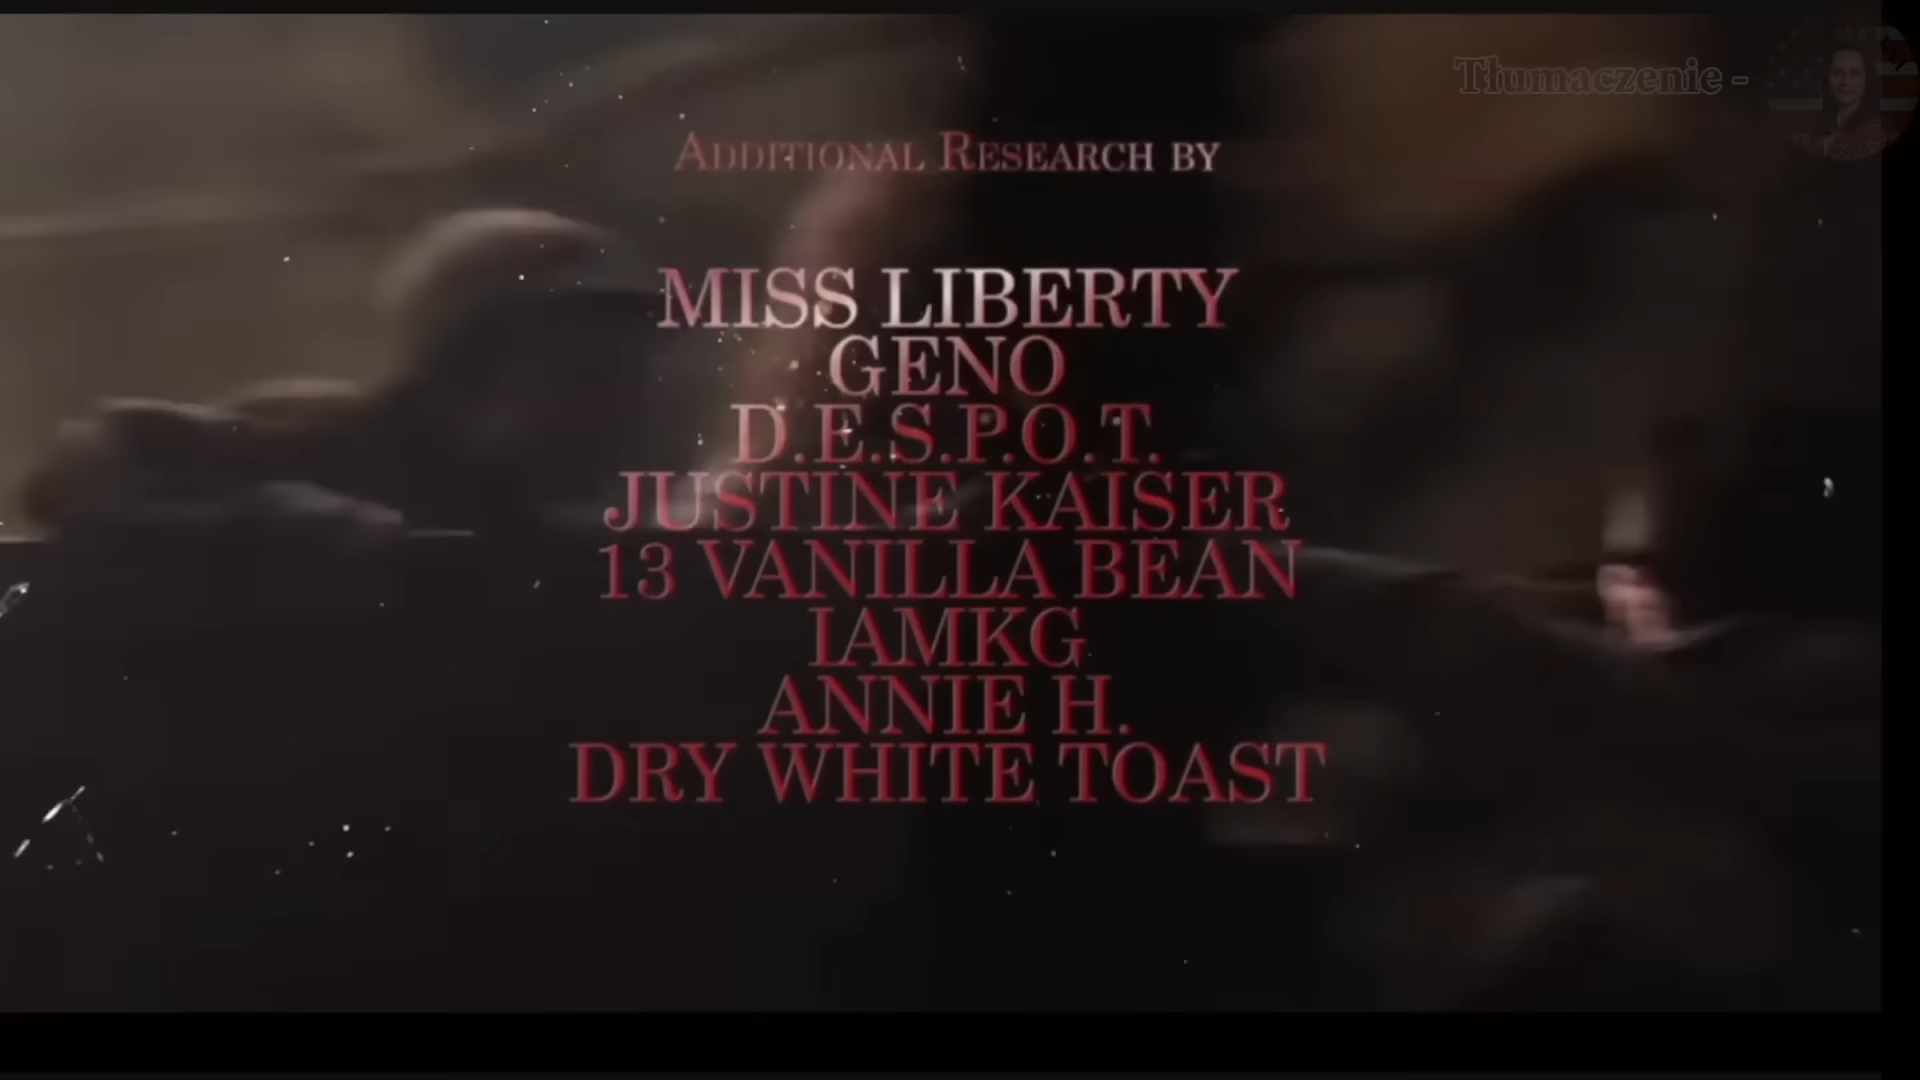 Tłumaczenie -
Additional Research by
MISS LIBERTY
GENO
D.E.S.P.O.T.
JUSTINE KAISER
13 VANILLA BEAN
IAMKG
ANNIE H.
DRY WHITE TOAST